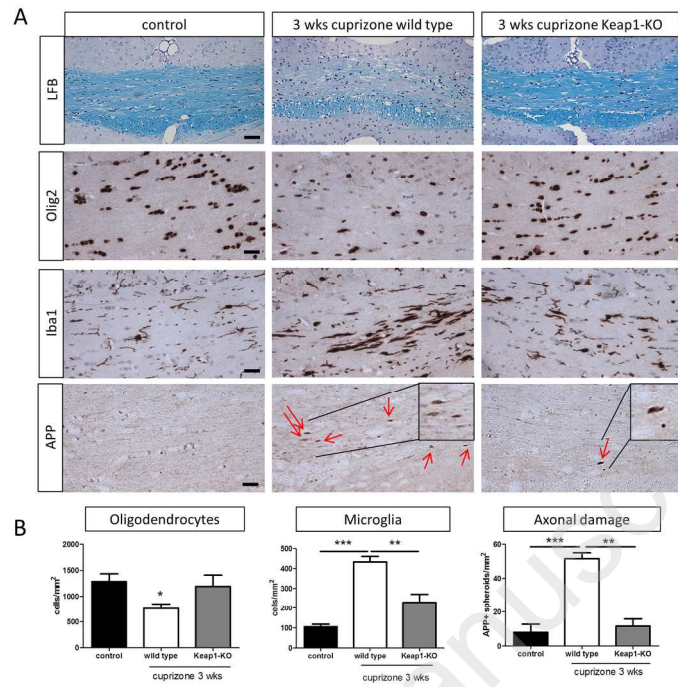 A
control
3 wks cuprizone wild type
3 wks cuprizone Keap1-KO
LFB
Olig2
Iba1
APP
B
Oligodendrocytes
cells/mm²
2000
1500
1000
500
0
*
control
wild type
Keap1-KO
cuprizone 3 wks
Microglia
cells/mm²
500
400
300
200
100
0
***
**
control
wild type
Keap1-KO
cuprizone 3 wks
Axonal damage
APP+ spheroids/mm²
60
40
20
0
***
**
control
wild type
Keap1-KO
cuprizone 3 wks